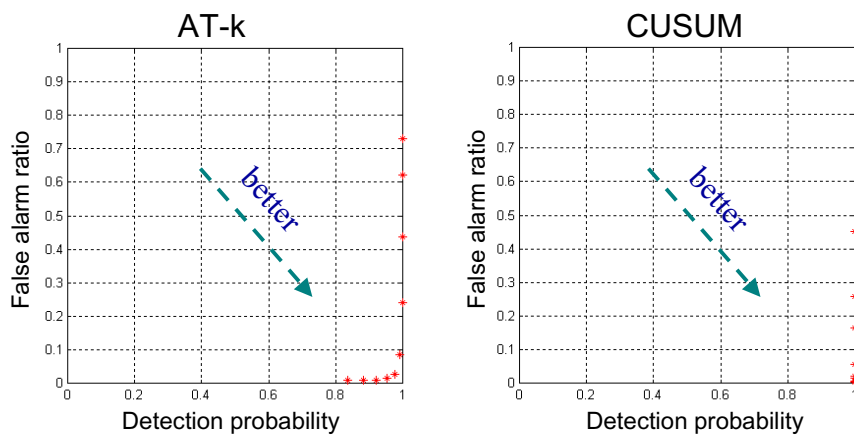 AT-k
1
0.9
0.8
0.7
0.6
0.5
0.4
0.3
0.2
0.1
0
False alarm ratio
better
0 0.2 0.4 0.6 0.8 1
Detection probability
CUSUM
1
0.9
0.8
0.7
0.6
0.5
0.4
0.3
0.2
0.1
0
False alarm ratio
better
0 0.2 0.4 0.6 0.8
Detection probability